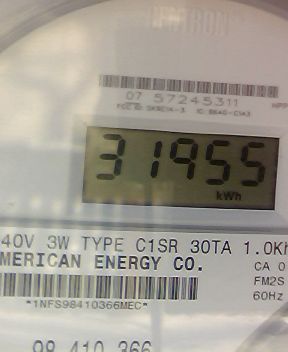 07 57245311
31955
kWh
40V 3W TYPE C1SR 30TA 1.0Kh
MERICAN ENERGY CO.
CA 0
FM2S
60Hz
*1NFS98410366MEC*
98 410 366